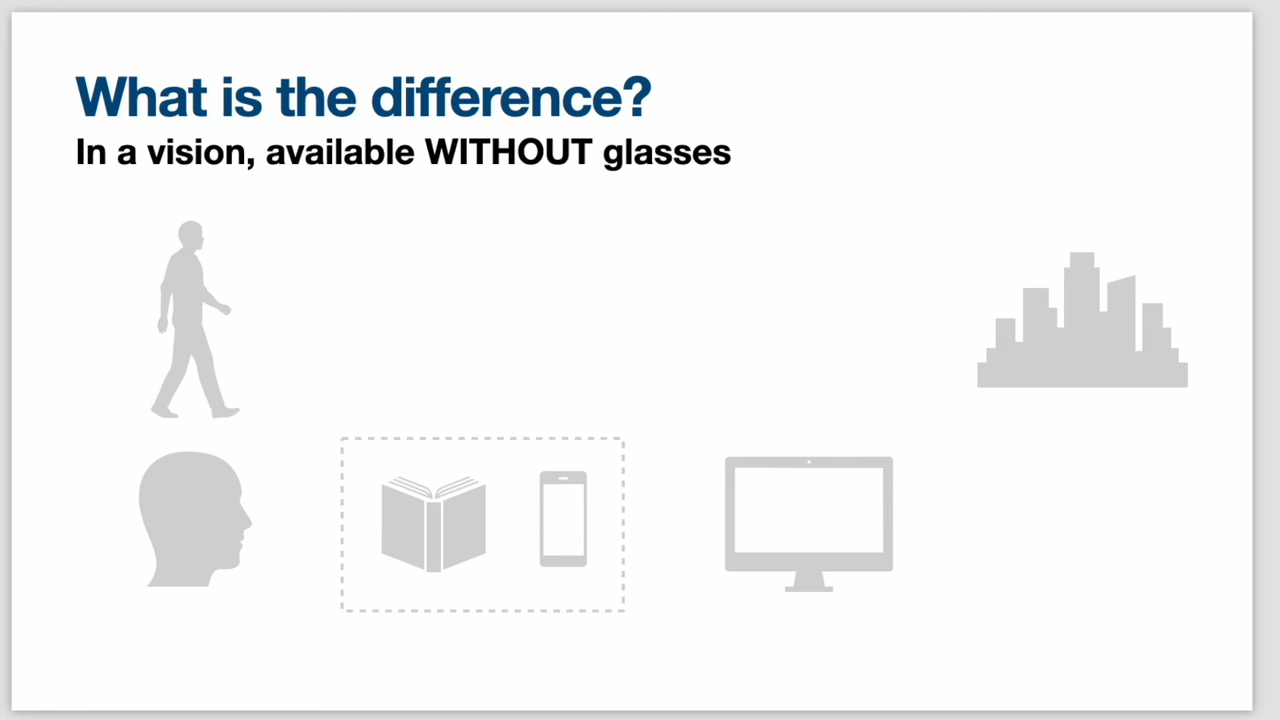 What is the difference?
In a vision, available WITHOUT glasses